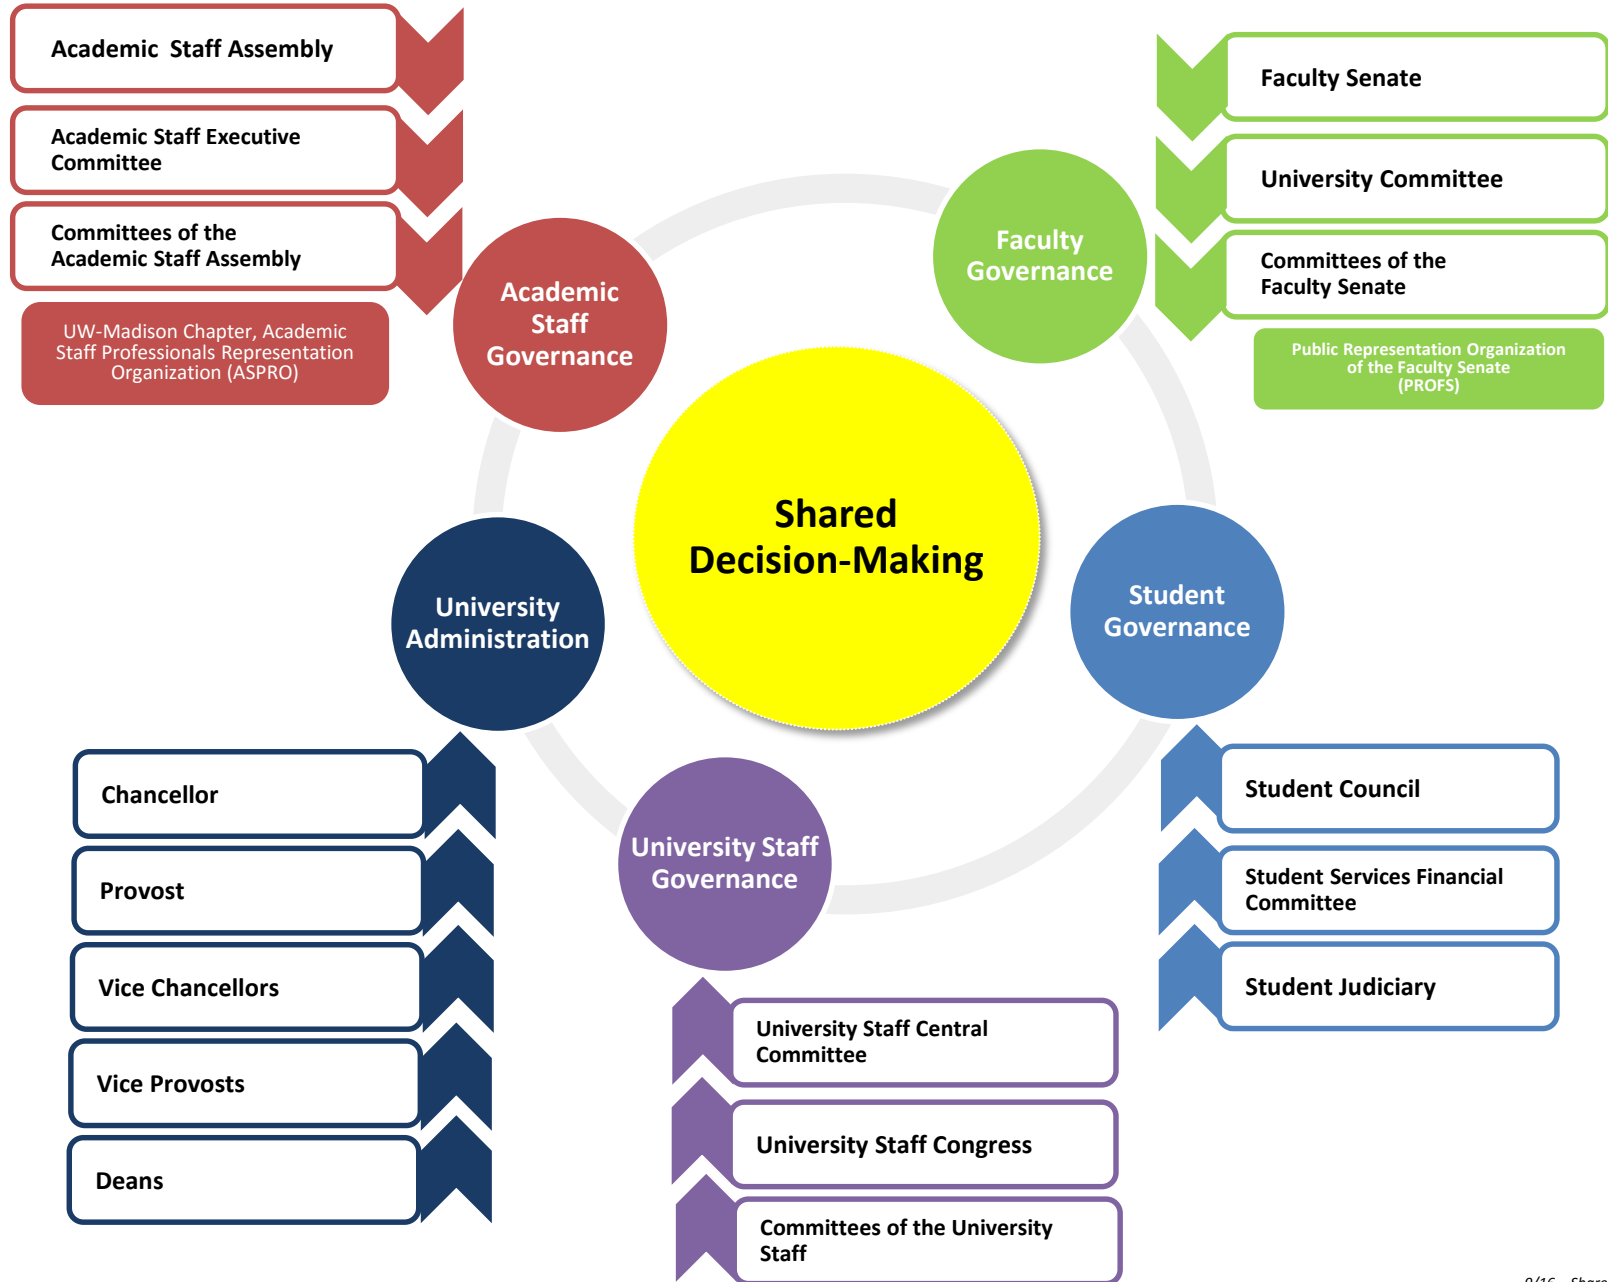 Academic Staff Assembly
Academic Staff Executive
Committee
Committees of the
Academic Staff Assembly
UW-Madison Chapter, Academic
Staff Professionals Representation
Organization (ASPRO)
Academic
Staff
Governance
Faculty
Governance
Faculty Senate
University Committee
Committees of the
Faculty Senate
Public Representation Organization
of the Faculty Senate
(PROFS)
Shared
Decision-Making
University
Administration
Student
Governance
University Staff
Governance
Chancellor
Provost
Vice Chancellors
Vice Provosts
Deans
University Staff Central
Committee
University Staff Congress
Committees of the University
Staff
Student Council
Student Services Financial
Committee
Student Judiciary
9/16 Share